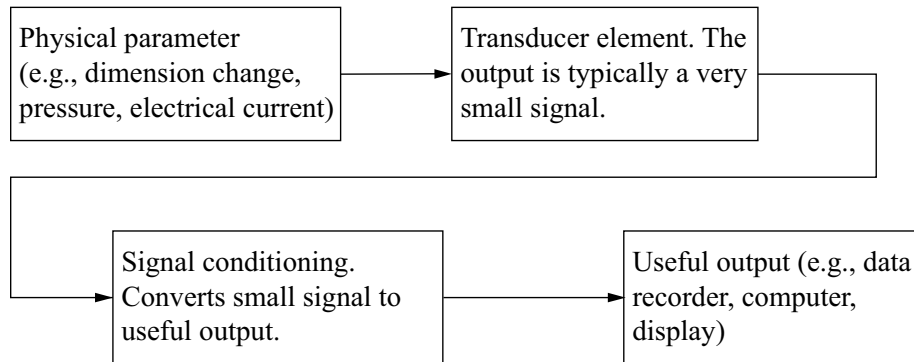 Physical parameter
(e.g., dimension change,
pressure, electrical current)
Transducer element. The
output is typically a very
small signal.
Signal conditioning.
Converts small signal to
useful output.
Useful output (e.g., data
recorder, computer,
display)